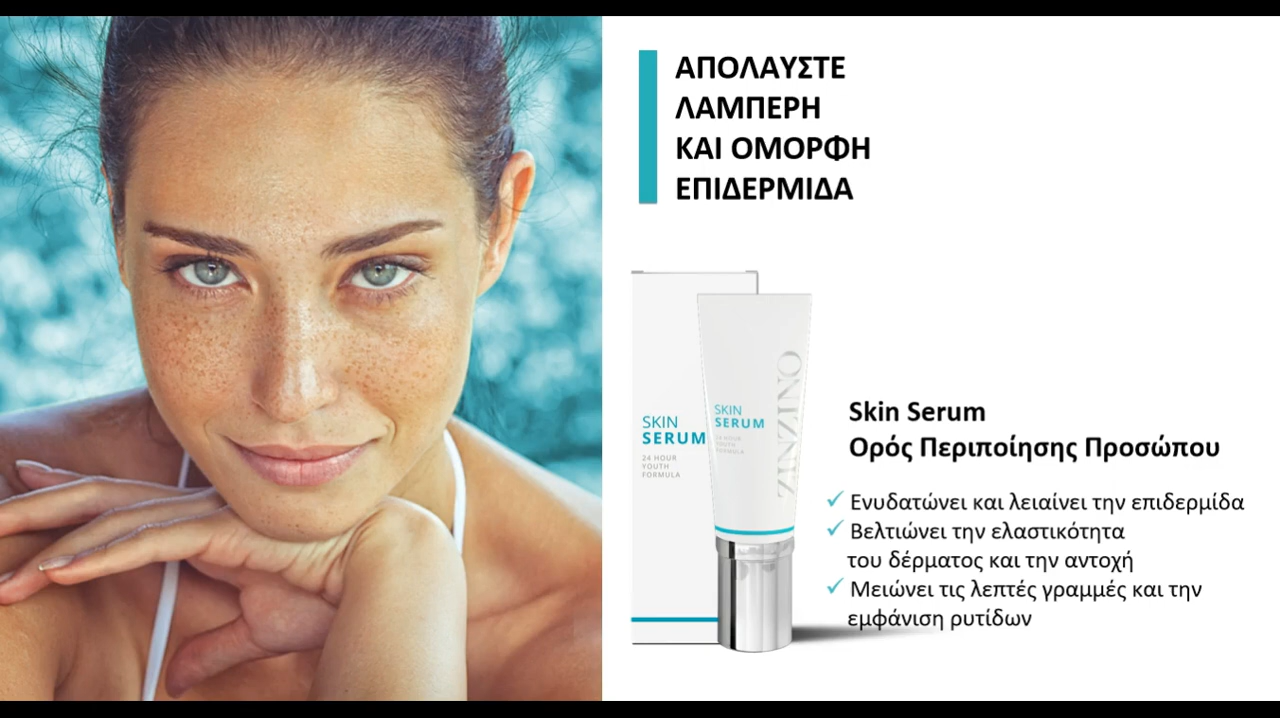 ΑΠΟΛΑΥΣΤΕ
ΛΑΜΠΕΡΗ
ΚΑΙ ΟΜΟΡΦΗ
ΕΠΙΔΕΡΜΙΔΑ
SKIN
SERUM
24 HOUR
YOUTH
FORMULA
SKIN
SERUM
24 HOUR
YOUTH
FORMULA
ZINZINO
Skin Serum
Ορός Περιποίησης Προσώπου
✓ Ενυδατώνει και λειαίνει την επιδερμίδα
✓ Βελτιώνει την ελαστικότητα
του δέρματος και την αντοχή
✓ Μειώνει τις λεπτές γραμμές και την
εμφάνιση ρυτίδων